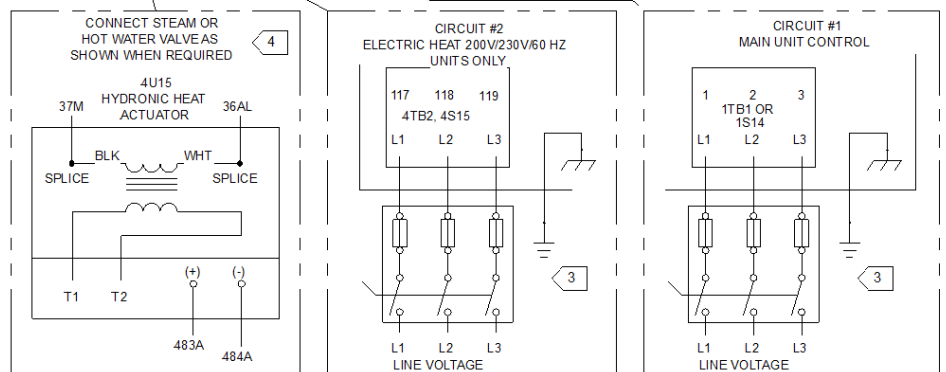 CONNECT STEAM OR
HOT WATER VALVE AS
SHOWN WHEN REQUIRED
4
4U15
HYDRONIC HEAT
ACTUATOR
37M
36AL
BLK
WHT
SPLICE
SPLICE
T1
T2
(+)
(-)
483A
484A
CIRCUIT #2
ELECTRIC HEAT 200V/230V/60 HZ
UNITS ONLY
117 118 119
4TB2, 4S15
L1 L2 L3
3
L1 L2 L3
LINE VOLTAGE
CIRCUIT #1
MAIN UNIT CONTROL
1 2 3
1TB1 OR
1S14
L1 L2 L3
3
L1 L2 L3
LINE VOLTAGE